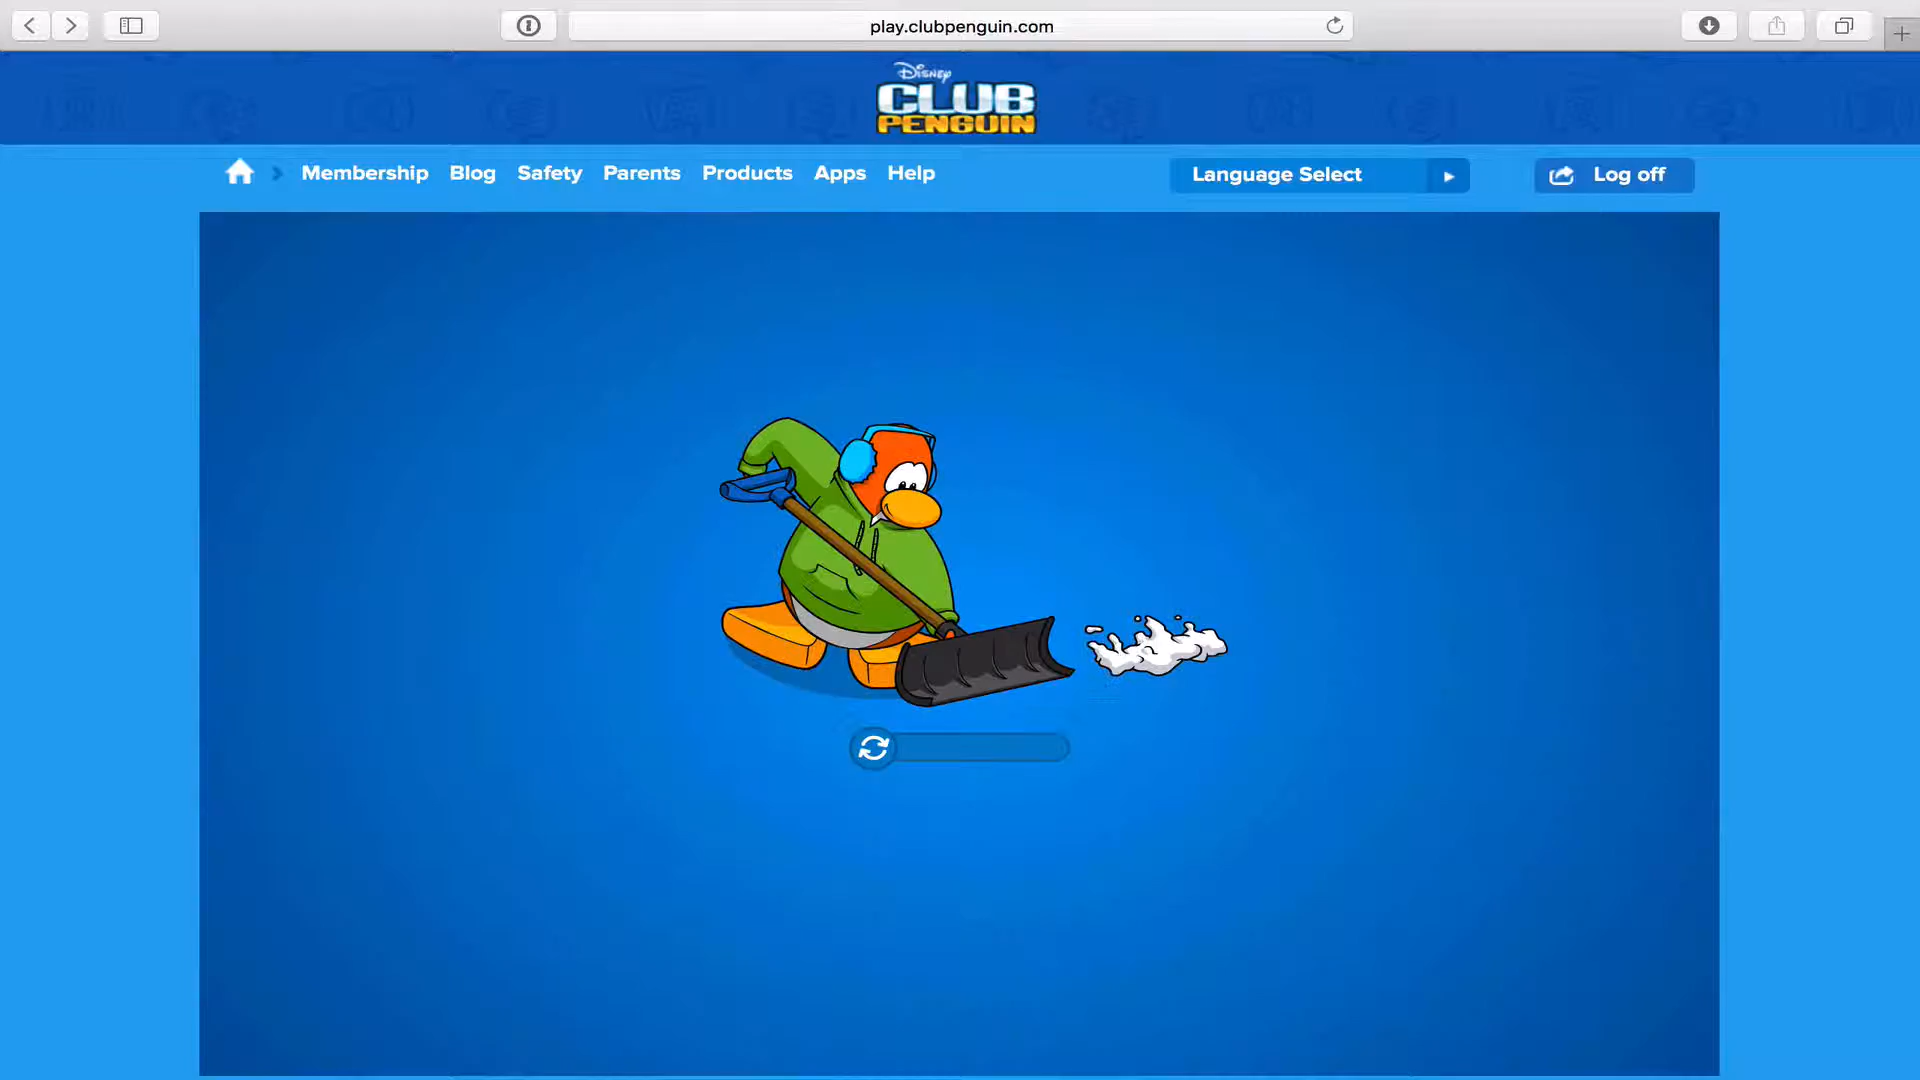 play.clubpenguin.com
Disney
CLUB
PENGUIN
Membership Blog Safety Parents Products Apps Help
Language Select
Log off